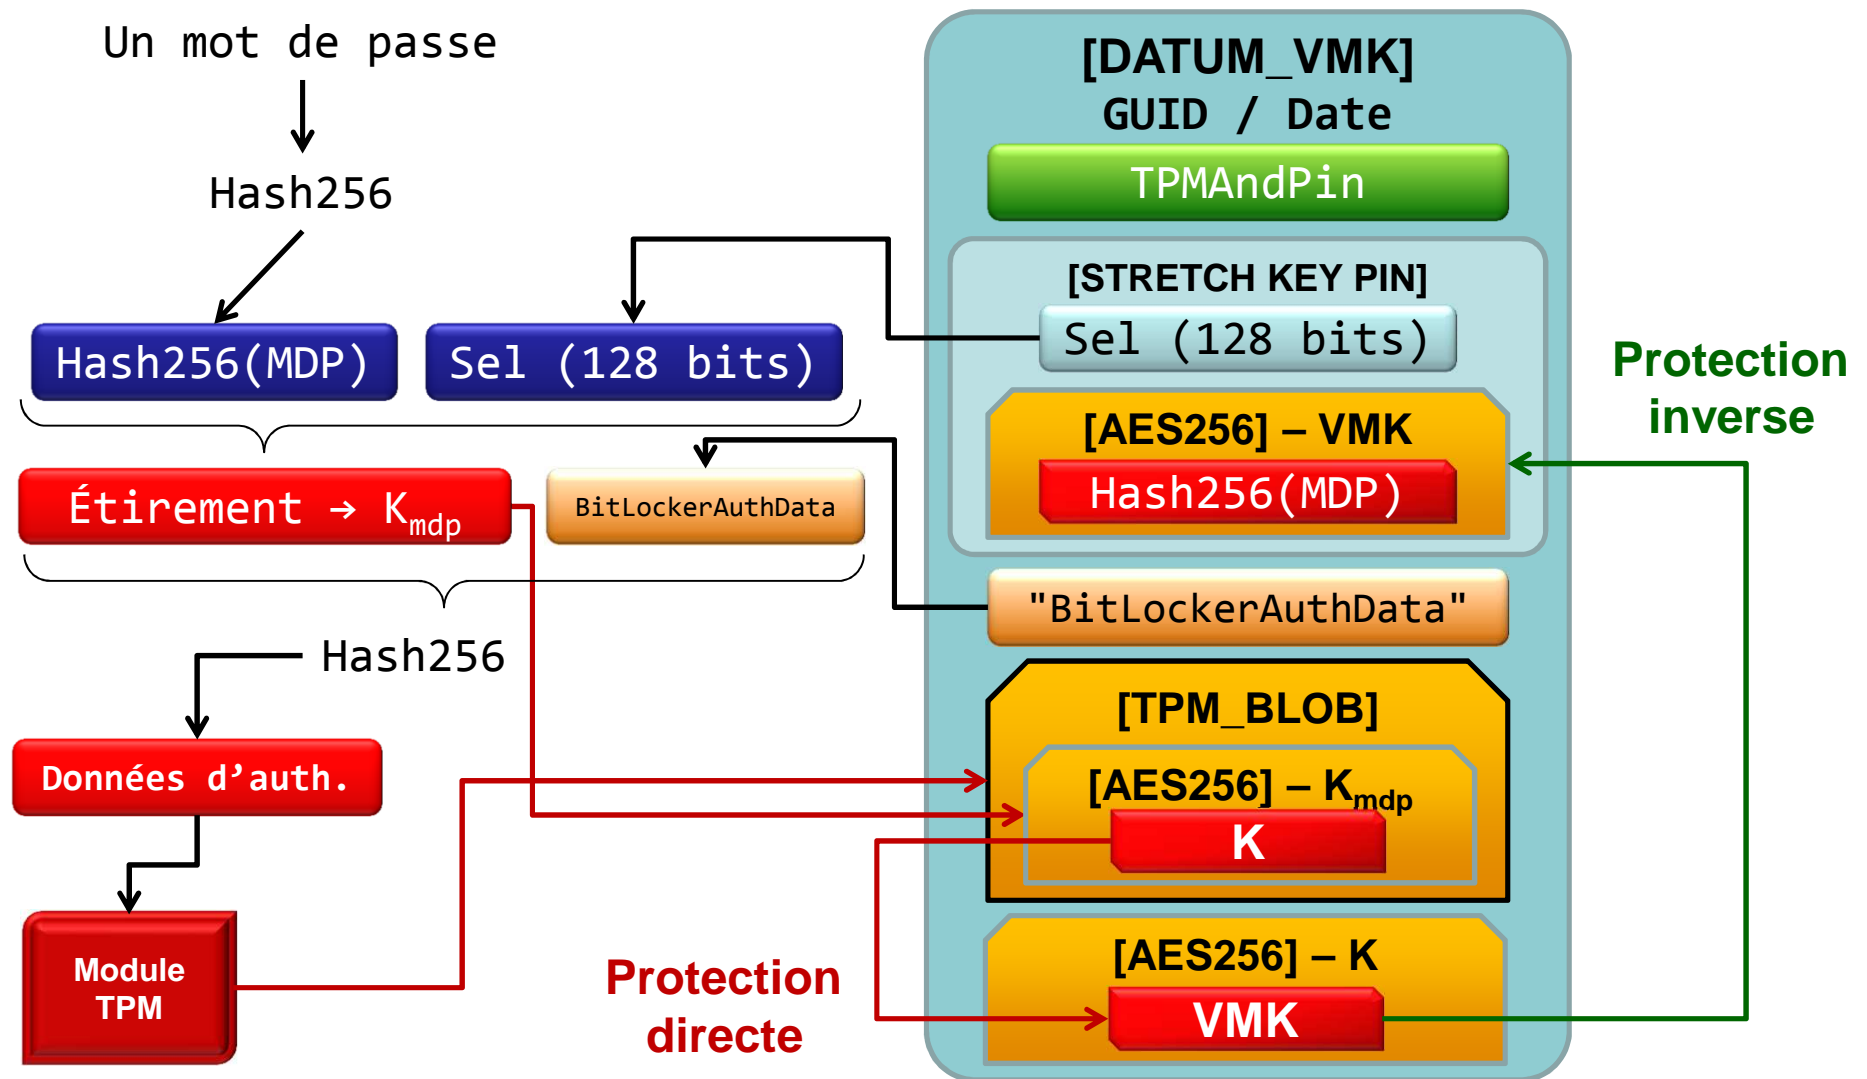 Un mot de passe
Hash256
Hash256(MDP)
Sel (128 bits)
Étirement → Kmdp
BitLockerAuthData
Hash256
Données d’auth.
Module
TPM
Protection
directe
[DATUM_VMK]
GUID / Date
TPMAndPin
[STRETCH KEY PIN]
Sel (128 bits)
[AES256] – VMK
Hash256(MDP)
"BitLockerAuthData"
[TPM_BLOB]
[AES256] – Kmdp
K
[AES256] – K
VMK
Protection
inverse